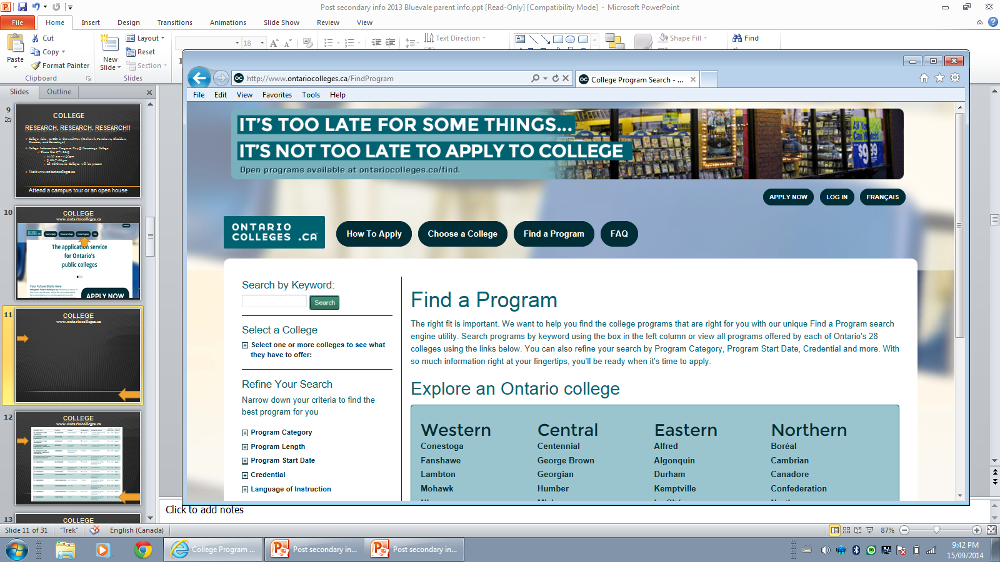 Post secondary info 2013 Bluevale parent info.ppt [Read-Only] [Compatibility Mode] - Microsoft PowerPoint
File Home Insert Design Transitions Animations Slide Show Review View
Paste
Cut
Copy
Format Painter
Clipboard
New Slide
Layout
Reset
Section
Slides
18
Text Direction
Shape Fill
Find
Slides Outline
9
COLLEGE
RESEARCH, RESEARCH, RESEARCH!!
Visit www.ontariocolleges.ca
Attend a campus tour or an open house
10
COLLEGE
www.ontariocolleges.ca
The application service
for Ontario's
public colleges
Your Future Starts Here
APPLY NOW
11
COLLEGE
www.ontariocolleges.ca
12
COLLEGE
www.ontariocolleges.ca
13
COLLEGE
http://www.ontariocolleges.ca/FindProgram
OC College Program Search - ...
File Edit View Favorites Tools Help
IT'S TOO LATE FOR SOME THINGS...
IT'S NOT TOO LATE TO APPLY TO COLLEGE
Open programs available at ontariocolleges.ca/find.
All You
Can Watch!
$9.99
APPLY NOW LOG IN FRANÇAIS
ONTARIO
COLLEGES .CA
How To Apply Choose a College Find a Program FAQ
Search by Keyword:
Search
Select a College
Select one or more colleges to see what
they have to offer:
Refine Your Search
Narrow down your criteria to find the
best program for you
Program Category
Program Length
Program Start Date
Credential
Language of Instruction
Find a Program
The right fit is important. We want to help you find the college programs that are right for you with our unique Find a Program search
engine utility. Search programs by keyword using the box in the left column or view all programs offered by each of Ontario's 28
colleges using the links below. You can also refine your search by Program Category, Program Start Date, Credential and more. With
so much information right at your fingertips, you'll be ready when it's time to apply.
Explore an Ontario college
Western Central Eastern Northern
Conestoga Centennial Alfred Boréal
Fanshawe George Brown Algonquin Cambrian
Lambton Georgian Durham Canadore
Mohawk Humber Kemptville Confederation
Click to add notes
Slide 11 of 31 "Trek" English (Canada) 87%
College Program ... Post secondary in... Post secondary in...
9:42 PM
15/09/2014